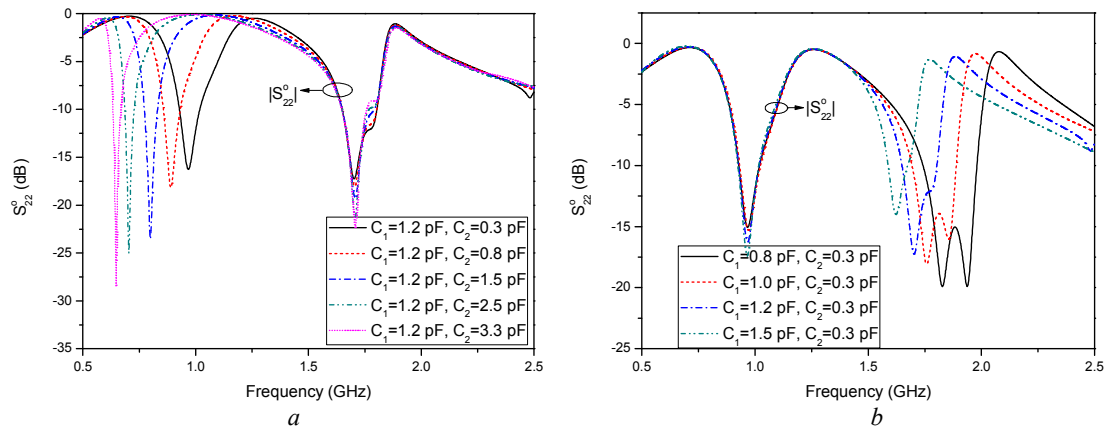 0
-5
-10
-15
-20
-25
-30
-35
0.5
1.0
1.5
2.0
2.5
S°22 (dB)
Frequency (GHz)
|S°22|
C1=1.2 pF, C2=0.3 pF
C1=1.2 pF, C2=0.8 pF
C1=1.2 pF, C2=1.5 pF
C1=1.2 pF, C2=2.5 pF
C1=1.2 pF, C2=3.3 pF
a
0
-5
-10
-15
-20
-25
0.5
1.0
1.5
2.0
2.5
S°22 (dB)
Frequency (GHz)
|S°22|
C1=0.8 pF, C2=0.3 pF
C1=1.0 pF, C2=0.3 pF
C1=1.2 pF, C2=0.3 pF
C1=1.5 pF, C2=0.3 pF
b